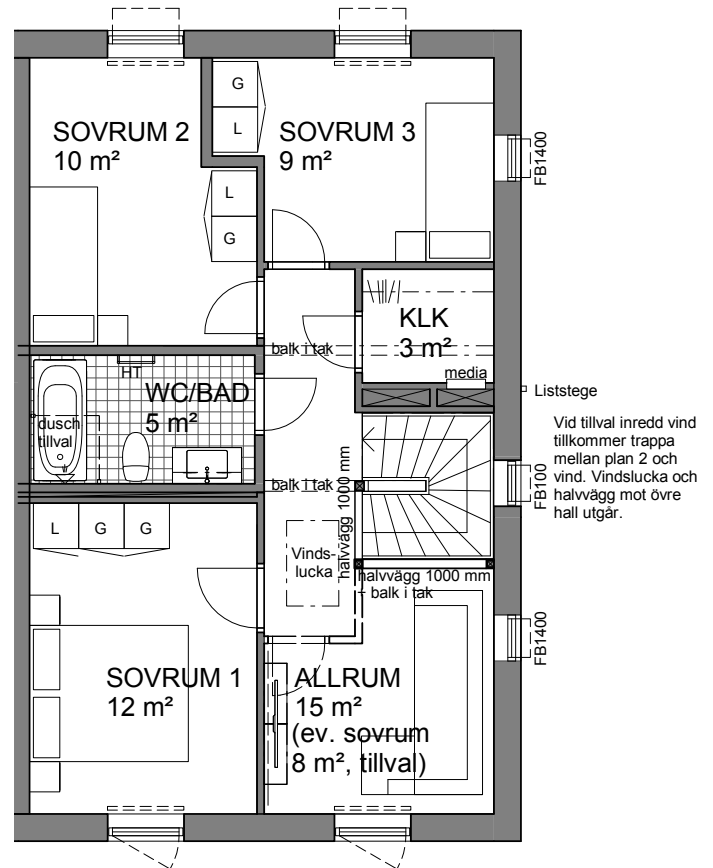 G
L
SOVRUM 2
10 m²
SOVRUM 3
9 m²
FB1400
L
G
KLK
3 m²
balk i tak
media
HT
WC/BAD
5 m²
dusch
tillval
Liststege
Vid tillval inredd vind
tillkommer trappa
mellan plan 2 och
vind. Vindslucka och
halvvägg mot övre
hall utgår.
FB100
balk i tak
halvvägg 1000 mm
L
G
G
Vinds-
lucka
halvvägg 1000 mm
- balk i tak
FB1400
SOVRUM 1
12 m²
ALLRUM
15 m²
(ev. sovrum
8 m², tillval)